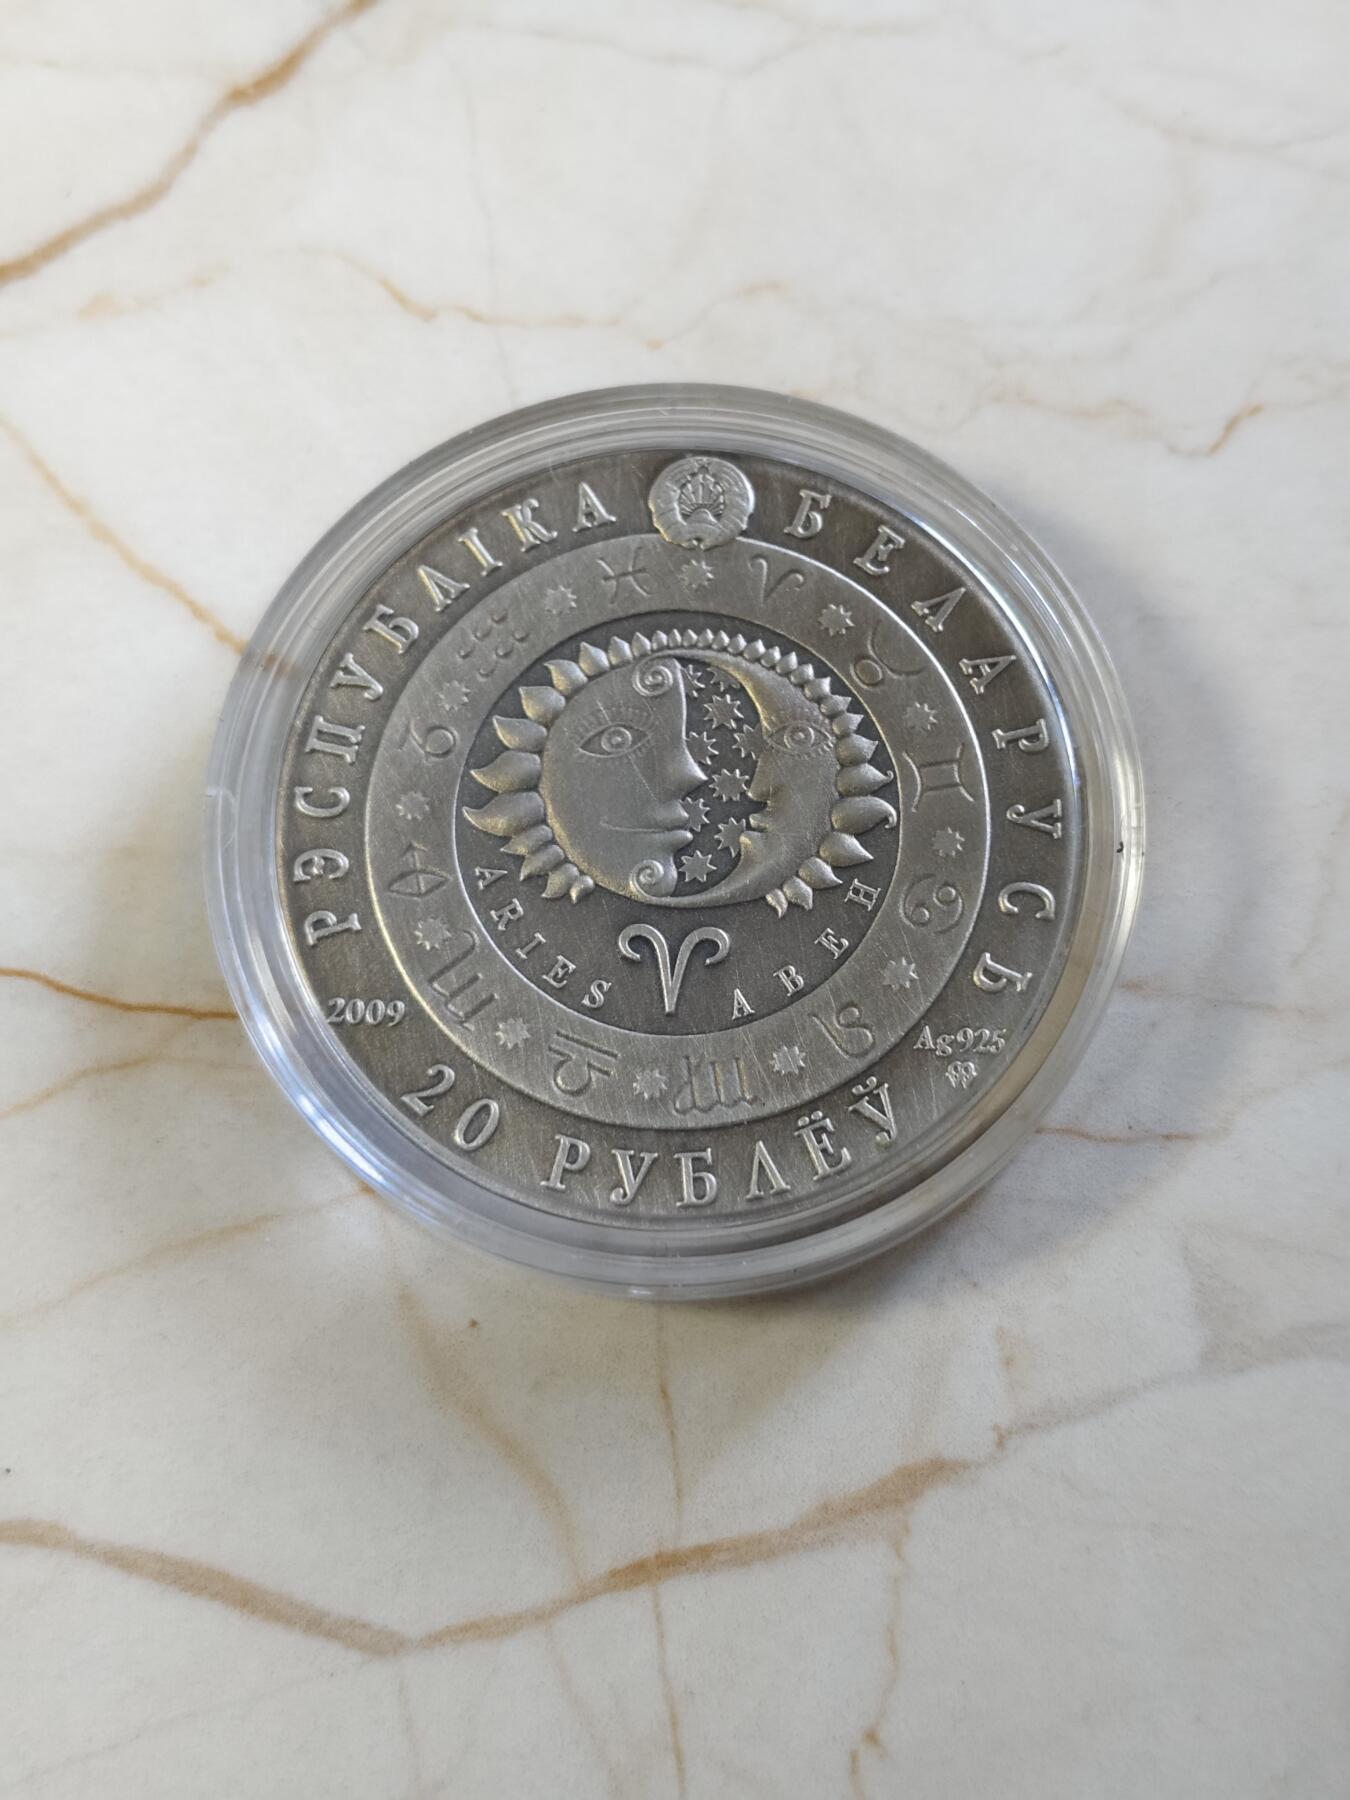 РЭСПУБЛІКА БЕЛАРУСЬ
ARIES
АВЕН
2009
Ag925
20 РУБЛЁЎ